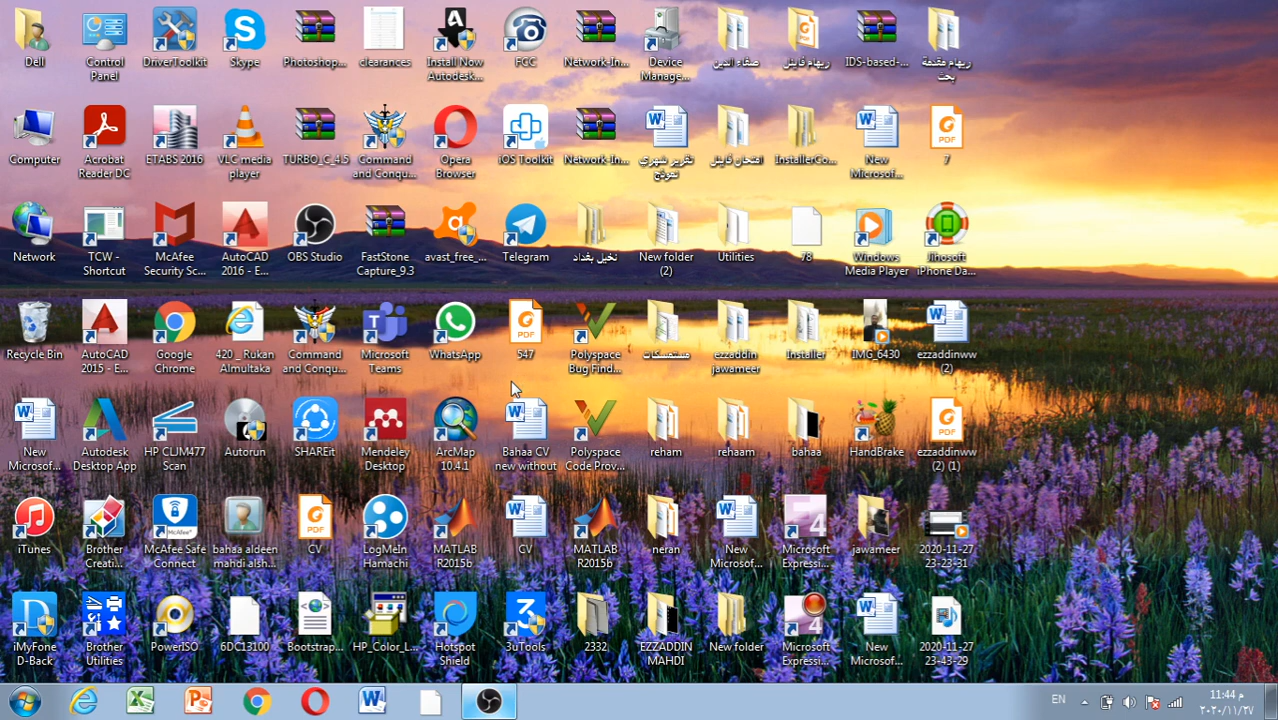 Dell
Control Panel
DriverToolkit
Skype
Photoshop...
clearances
Install Now Autodesk...
FCC
Network-In...
Device Manage...
صفاء الدين
ريهام فاينل
IDS-based-...
ريهام مقدمة بحث
Computer
Acrobat Reader DC
ETABS 2016
VLC media player
TURBO_C_4.5
Command and Conqu...
Opera Browser
iOS Toolkit
Network-In...
تقرير شهري نموذج
امتحان فاينل
InstallerCo...
New Microsof...
PDF
7
Network
TCW - Shortcut
McAfee Security Sc...
AutoCAD 2016 - E...
OBS Studio
FastStone Capture_9.3
avast_free_...
Telegram
نخيل بغداد
New folder (2)
Utilities
78
Windows Media Player
Jihosoft iPhone Da...
Recycle Bin
AutoCAD 2015 - E...
Google Chrome
420 _ Rukan Almultaka
Command and Conqu...
Microsoft Teams
WhatsApp
PDF
547
Polyspace Bug Find...
مستمسكات
ezzaddin jawameer
Installer
IMG_6430
ezzaddinww (2)
New Microsof...
Autodesk Desktop App
HP CLJM477 Scan
Autorun
SHAREit
Mendeley Desktop
ArcMap 10.4.1
Bahaa CV new without
Polyspace Code Prov...
reham
rehaam
bahaa
HandBrake
PDF
ezzaddinww (2) (1)
iTunes
Brother Creati...
McAfee Safe Connect
bahaa aldeen mahdi alsh...
PDF
CV
LogMeIn Hamachi
MATLAB R2015b
CV
MATLAB R2015b
neran
New Microsof...
Microsoft Expressi...
jawameer
2020-11-27 23-23-31
iMyFone D-Back
Brother Utilities
PowerISO
6DC13100
Bootstrap...
HP_Color_L...
Hotspot Shield
3uTools
2332
EZZADDIN MAHDI
New folder
Microsoft Expressi...
New Microsof...
2020-11-27 23-43-29
EN
11:44 م
٢٠٢٠/١١/٢٧